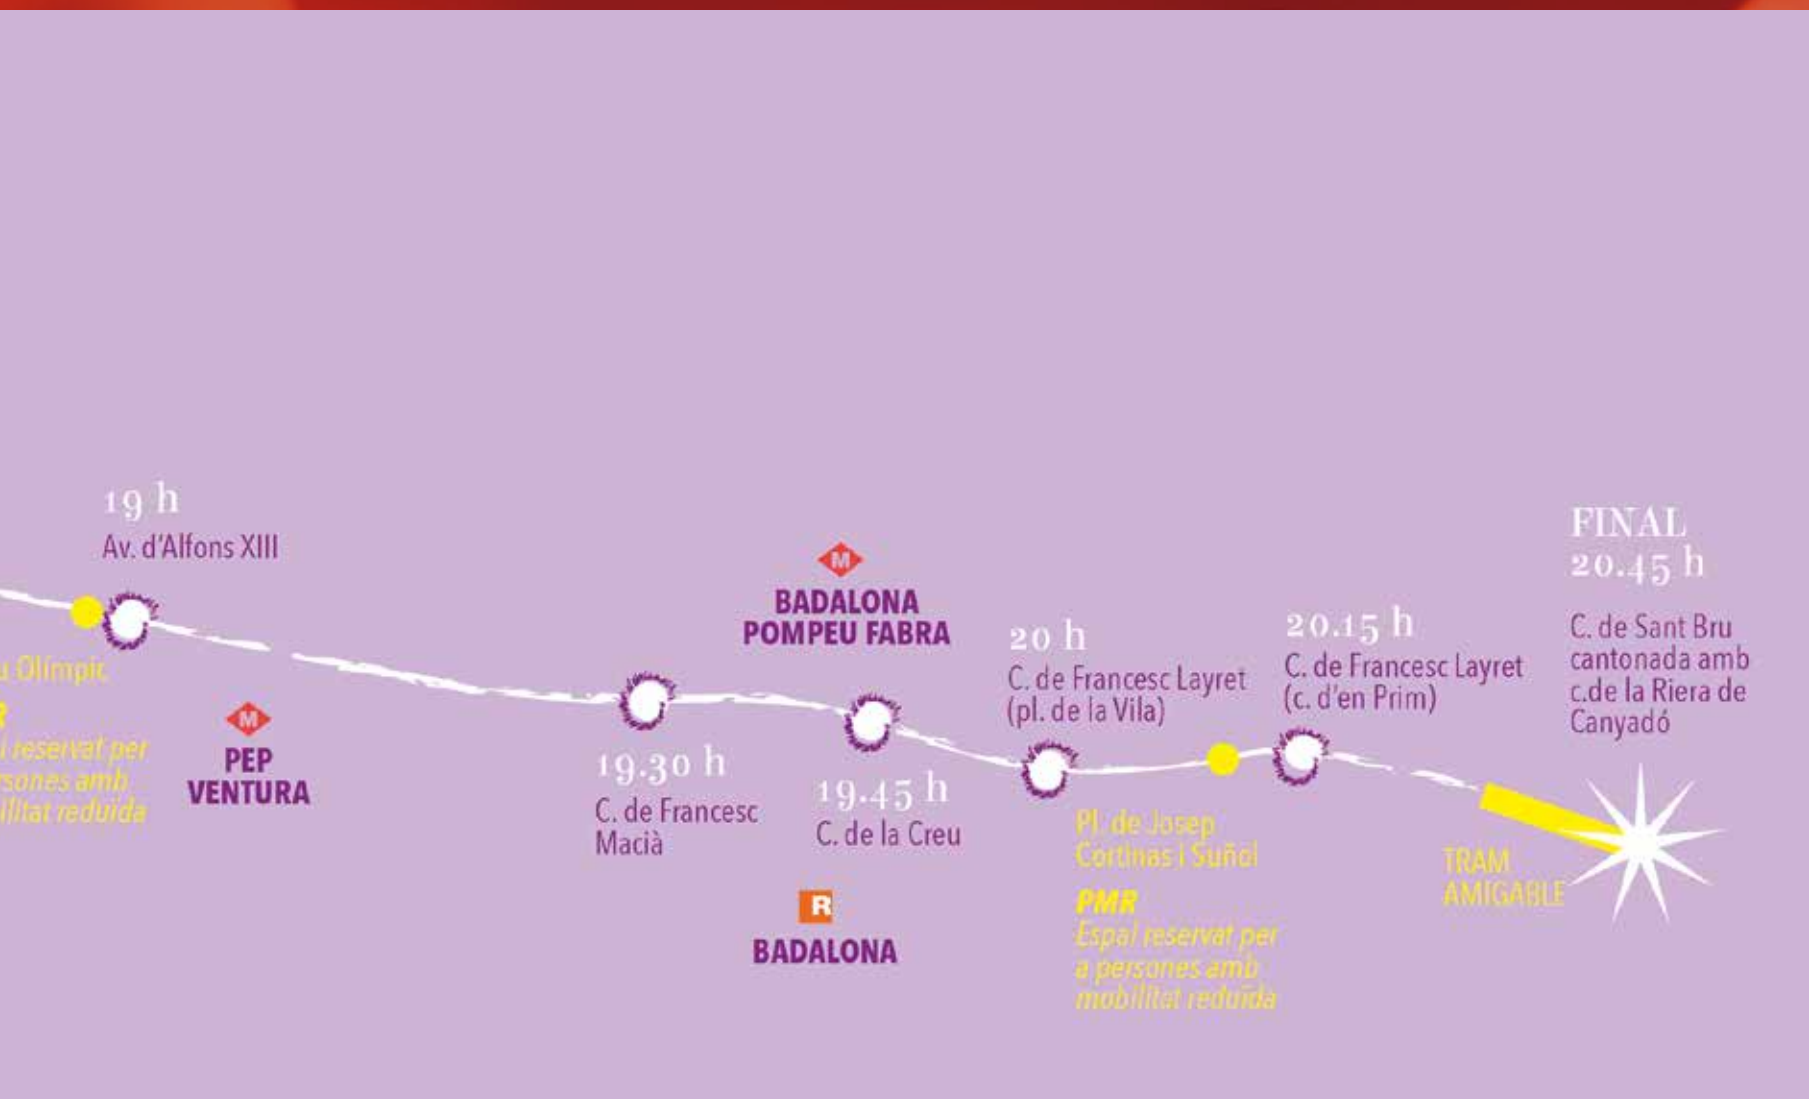 19 h
Av. d'Alfons XIII
Olímpic
reservat per
amb
reduïda
M
PEP
VENTURA
19.30 h
C. de Francesc
Macià
M
BADALONA
POMPEU FABRA
19.45 h
C. de la Creu
R
BADALONA
20 h
C. de Francesc Layret
(pl. de la Vila)
Pl. de Josep
Cortinas i Suñol
PMR
Espai reservat per
a persones amb
mobilitat reduïda
20.15 h
C. de Francesc Layret
(c. d'en Prim)
TRAM
AMIGABLE
FINAL
20.45 h
C. de Sant Bru
cantonada amb
c.de la Riera de
Canyadó